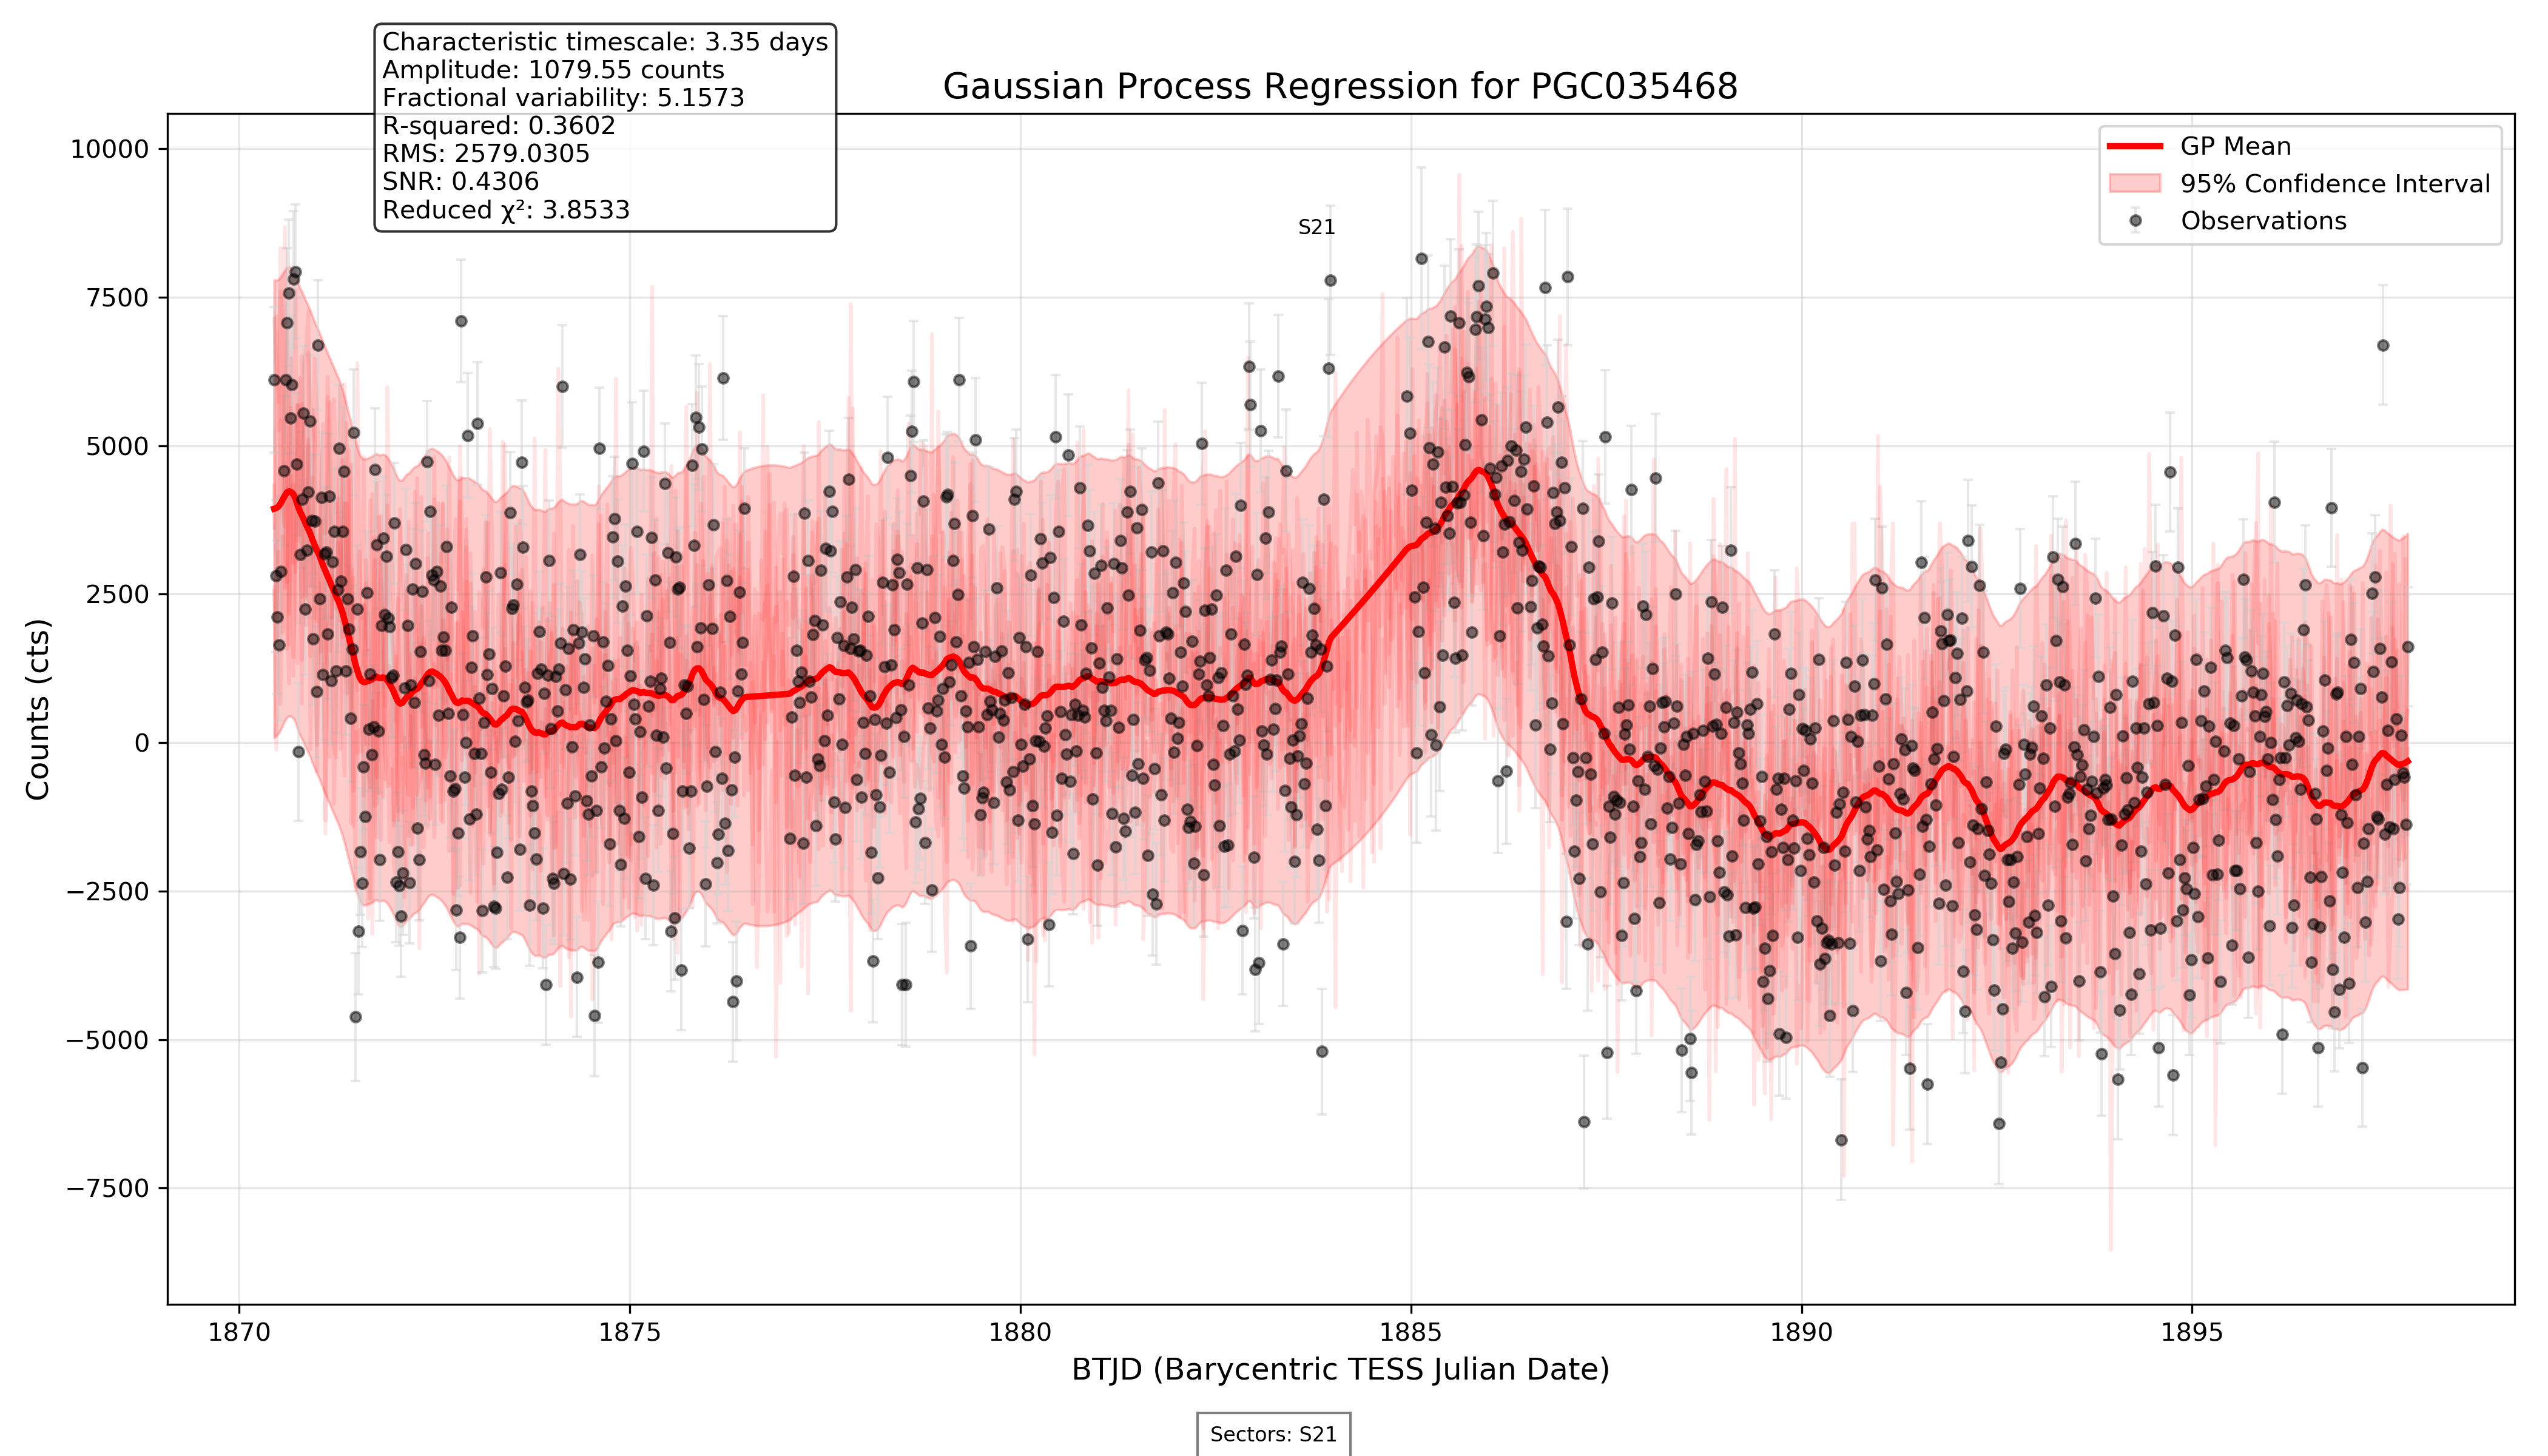 Characteristic timescale: 3.35 days
Amplitude: 1079.55 counts
Fractional variability: 5.1573
R-squared: 0.3602
RMS: 2579.0305
SNR: 0.4306
Reduced χ²: 3.8533
Gaussian Process Regression for PGC035468
GP Mean
95% Confidence Interval
Observations
S21
Counts (cts)
10000
7500
5000
2500
0
−2500
−5000
−7500
1870 1875 1880 1885 1890 1895
BTJD (Barycentric TESS Julian Date)
Sectors: S21